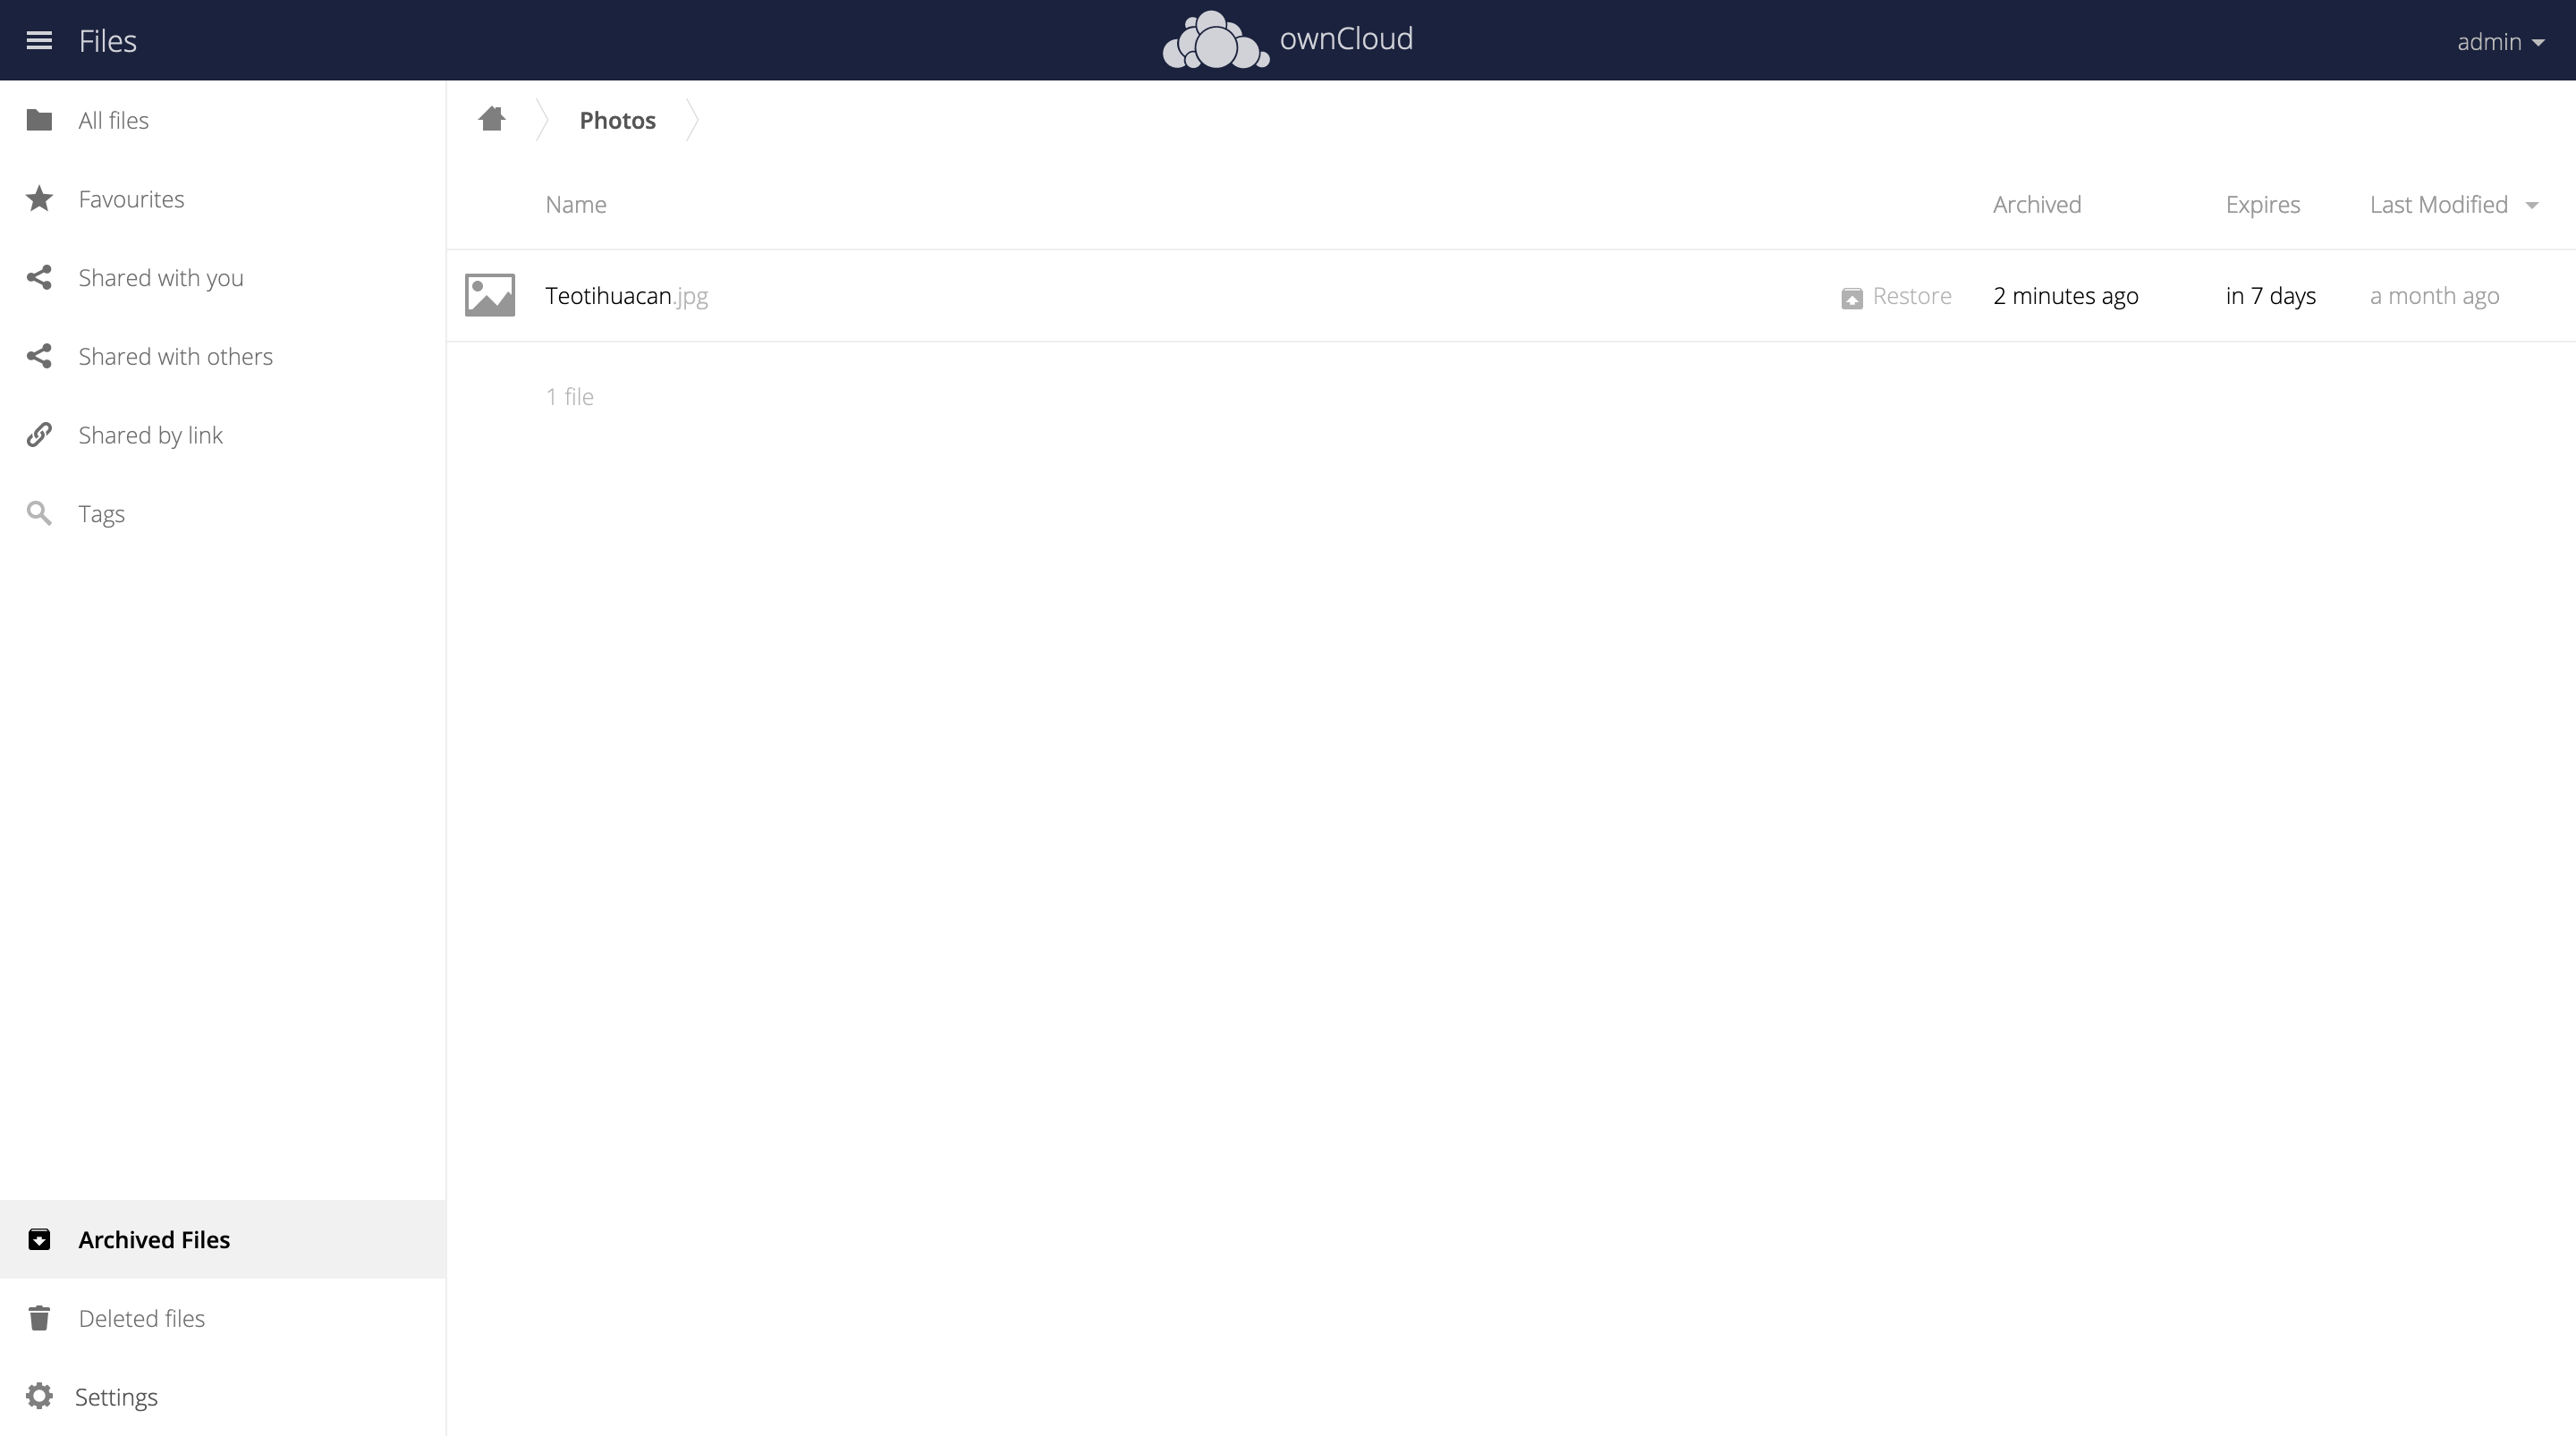 Files
ownCloud
admin
All files
Favourites
Shared with you
Shared with others
Shared by link
Tags
Archived Files
Deleted files
Settings
Photos
Name Archived Expires Last Modified
Teotihuacan.jpg Restore 2 minutes ago in 7 days a month ago
1 file